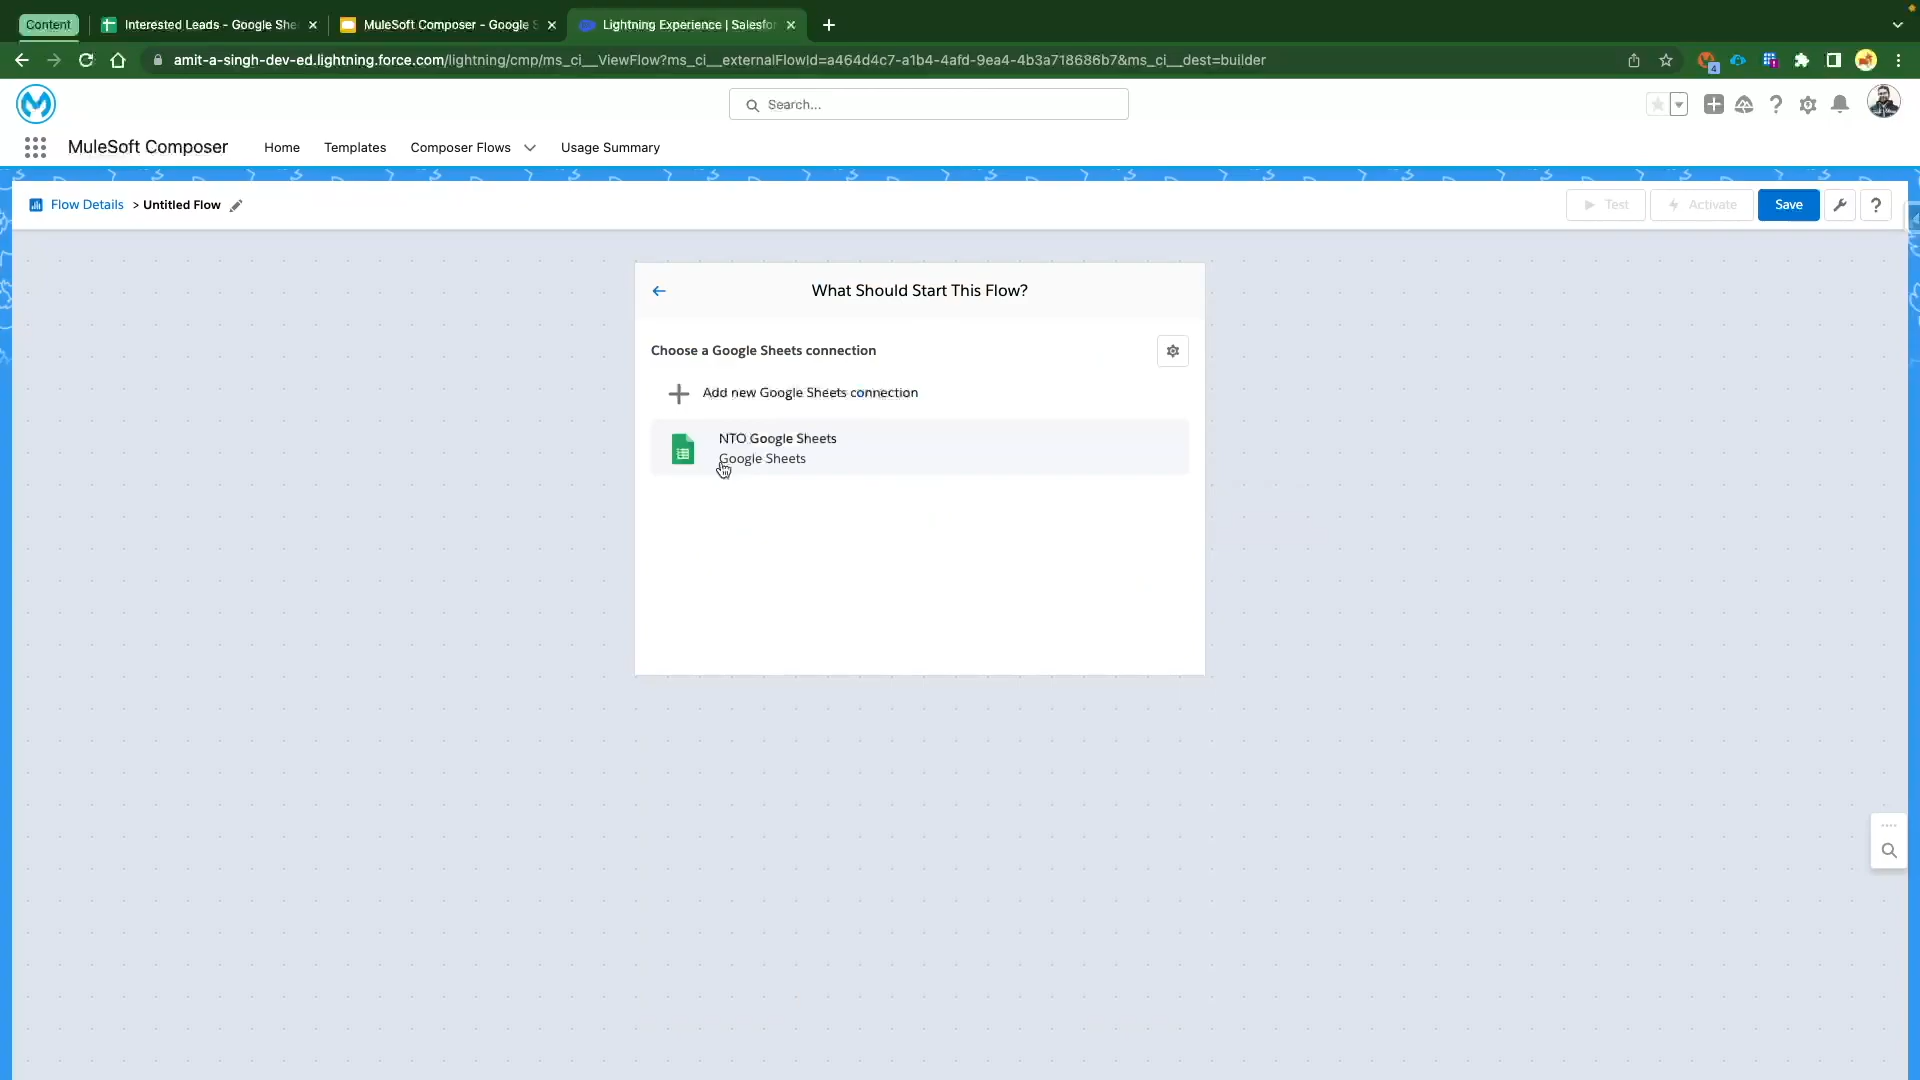 Content
Interested Leads - Google She
MuleSoft Composer - Google S
Lightning Experience | Salesfor
amit-a-singh-dev-ed.lightning.force.com/lightning/cmp/ms_ci__ViewFlow?ms_ci__externalFlowId=a464d4c7-a1b4-4afd-9ea4-4b3a718686b7&ms_ci__dest=builder
4
Search...
MuleSoft Composer
Home
Templates
Composer Flows
Usage Summary
Flow Details > Untitled Flow
Test
Activate
Save
?
What Should Start This Flow?
Choose a Google Sheets connection
Add new Google Sheets connection
NTO Google Sheets
Google Sheets